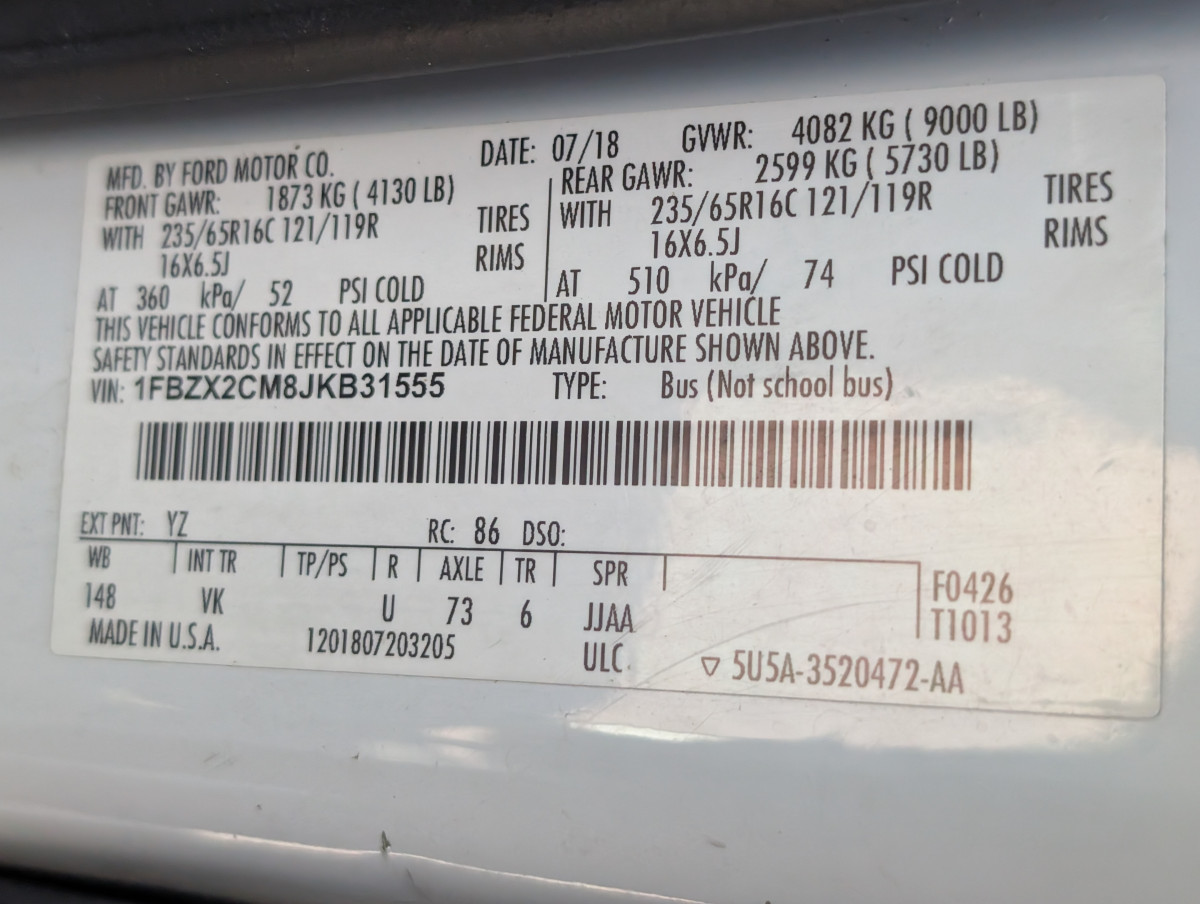 MFD. BY FORD MOTOR CO. DATE: 07/18 GVWR: 4082 KG ( 9000 LB)
FRONT GAWR: 1873 KG ( 4130 LB) REAR GAWR: 2599 KG ( 5730 LB)
WITH 235/65R16C 121/119R TIRES WITH 235/65R16C 121/119R TIRES
16X6.5J RIMS 16X6.5J RIMS
AT 360 kPa/ 52 PSI COLD AT 510 kPa/ 74 PSI COLD
THIS VEHICLE CONFORMS TO ALL APPLICABLE FEDERAL MOTOR VEHICLE
SAFETY STANDARDS IN EFFECT ON THE DATE OF MANUFACTURE SHOWN ABOVE.
VIN: 1FBZX2CM8JKB31555 TYPE: Bus (Not school bus)
EXT PNT: YZ RC: 86 DSO:
WB INT TR TP/PS R AXLE TR SPR F0426
148 VK U 73 6 JJAA T1013
MADE IN U.S.A. 1201807203205 ULC ▽ 5U5A-3520472-AA